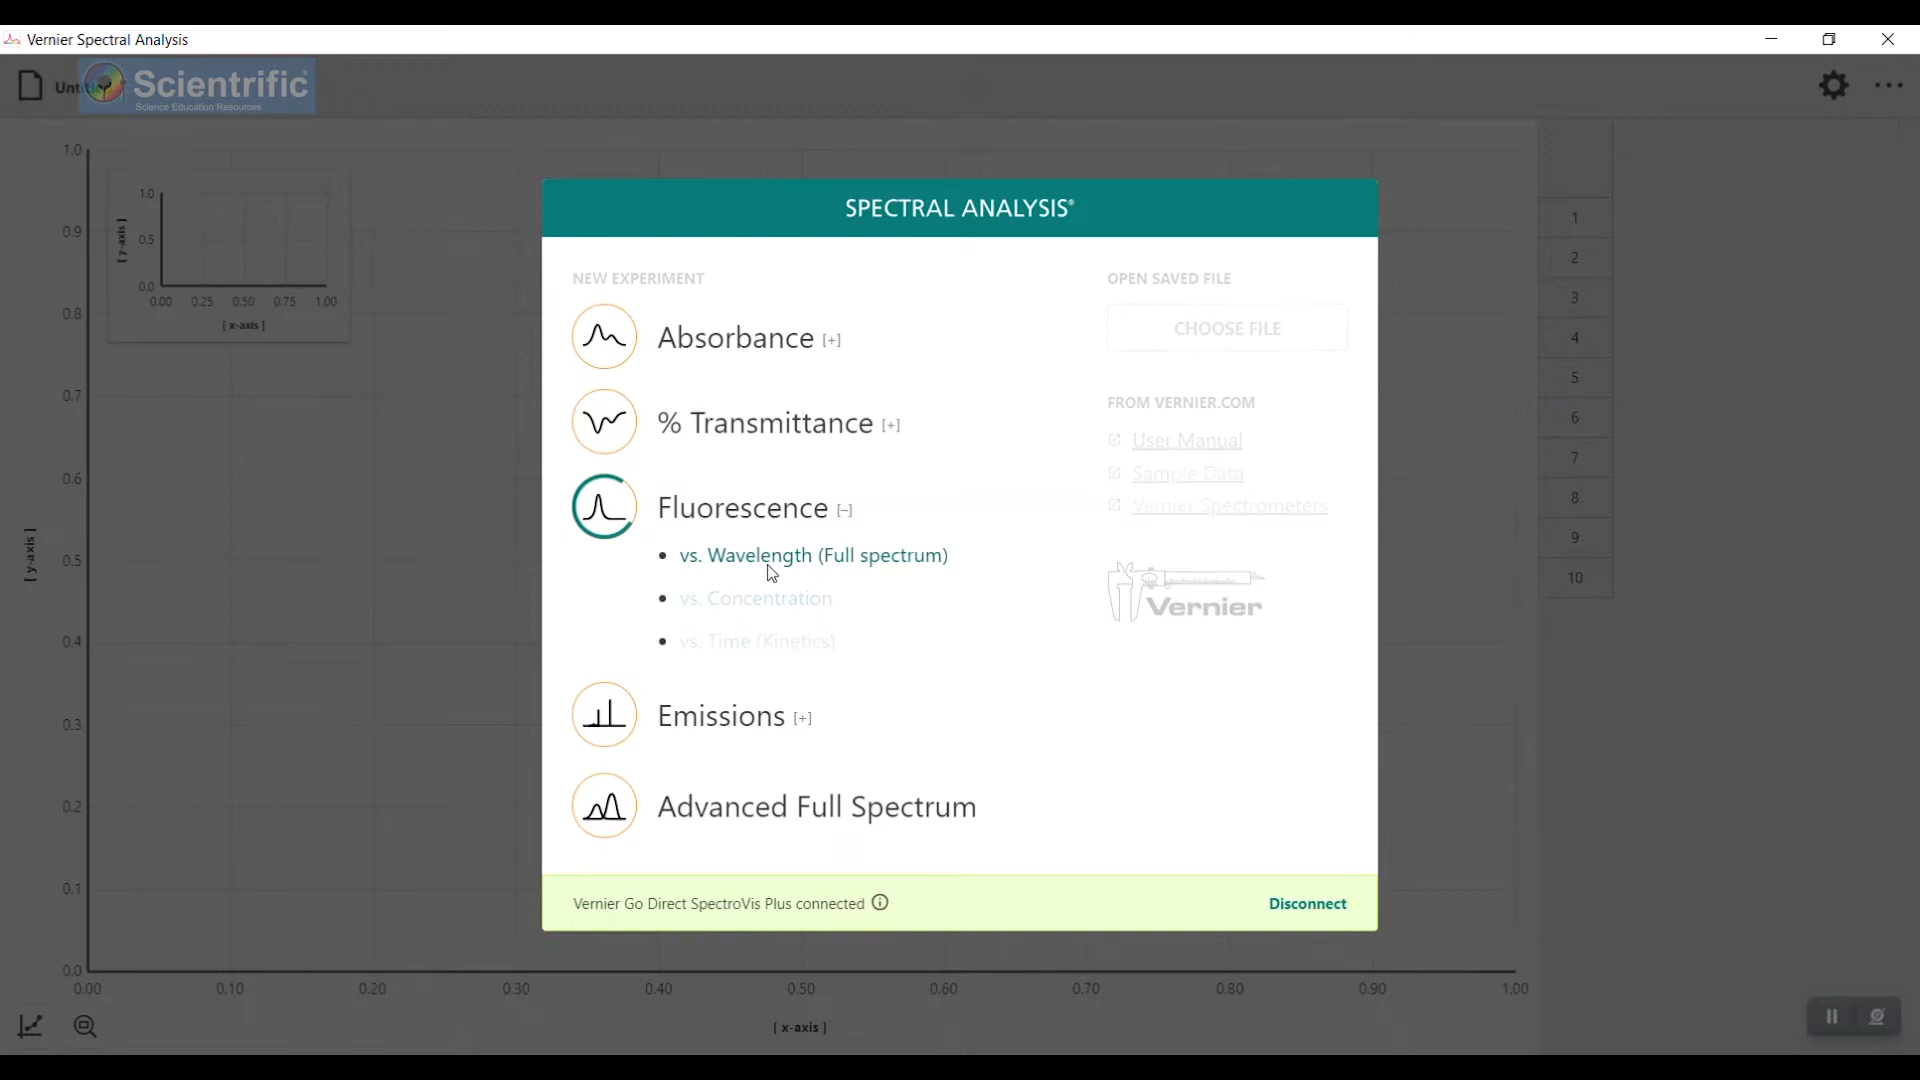 Vernier Spectral Analysis
Unti
Scientrific
Science Education Resources
SPECTRAL ANALYSIS®
NEW EXPERIMENT
Absorbance [+]
% Transmittance [+]
Fluorescence [–]
• vs. Wavelength (Full spectrum)
• vs. Concentration
• vs. Time (Kinetics)
Emissions [+]
Advanced Full Spectrum
OPEN SAVED FILE
CHOOSE FILE
FROM VERNIER.COM
User Manual
Sample Data
Vernier Spectrometers
Vernier
Vernier Go Direct SpectroVis Plus connected
Disconnect
1.0
0.9
0.8
0.7
0.6
0.5
0.4
0.3
0.2
0.1
0.0
[ y-axis ]
0.00 0.10 0.20 0.30 0.40 0.50 0.60 0.70 0.80 0.90 1.00
[ x-axis ]
1.0
0.5
0.0
[ y-axis ]
0.00 0.25 0.50 0.75 1.00
[ x-axis ]
1
2
3
4
5
6
7
8
9
10